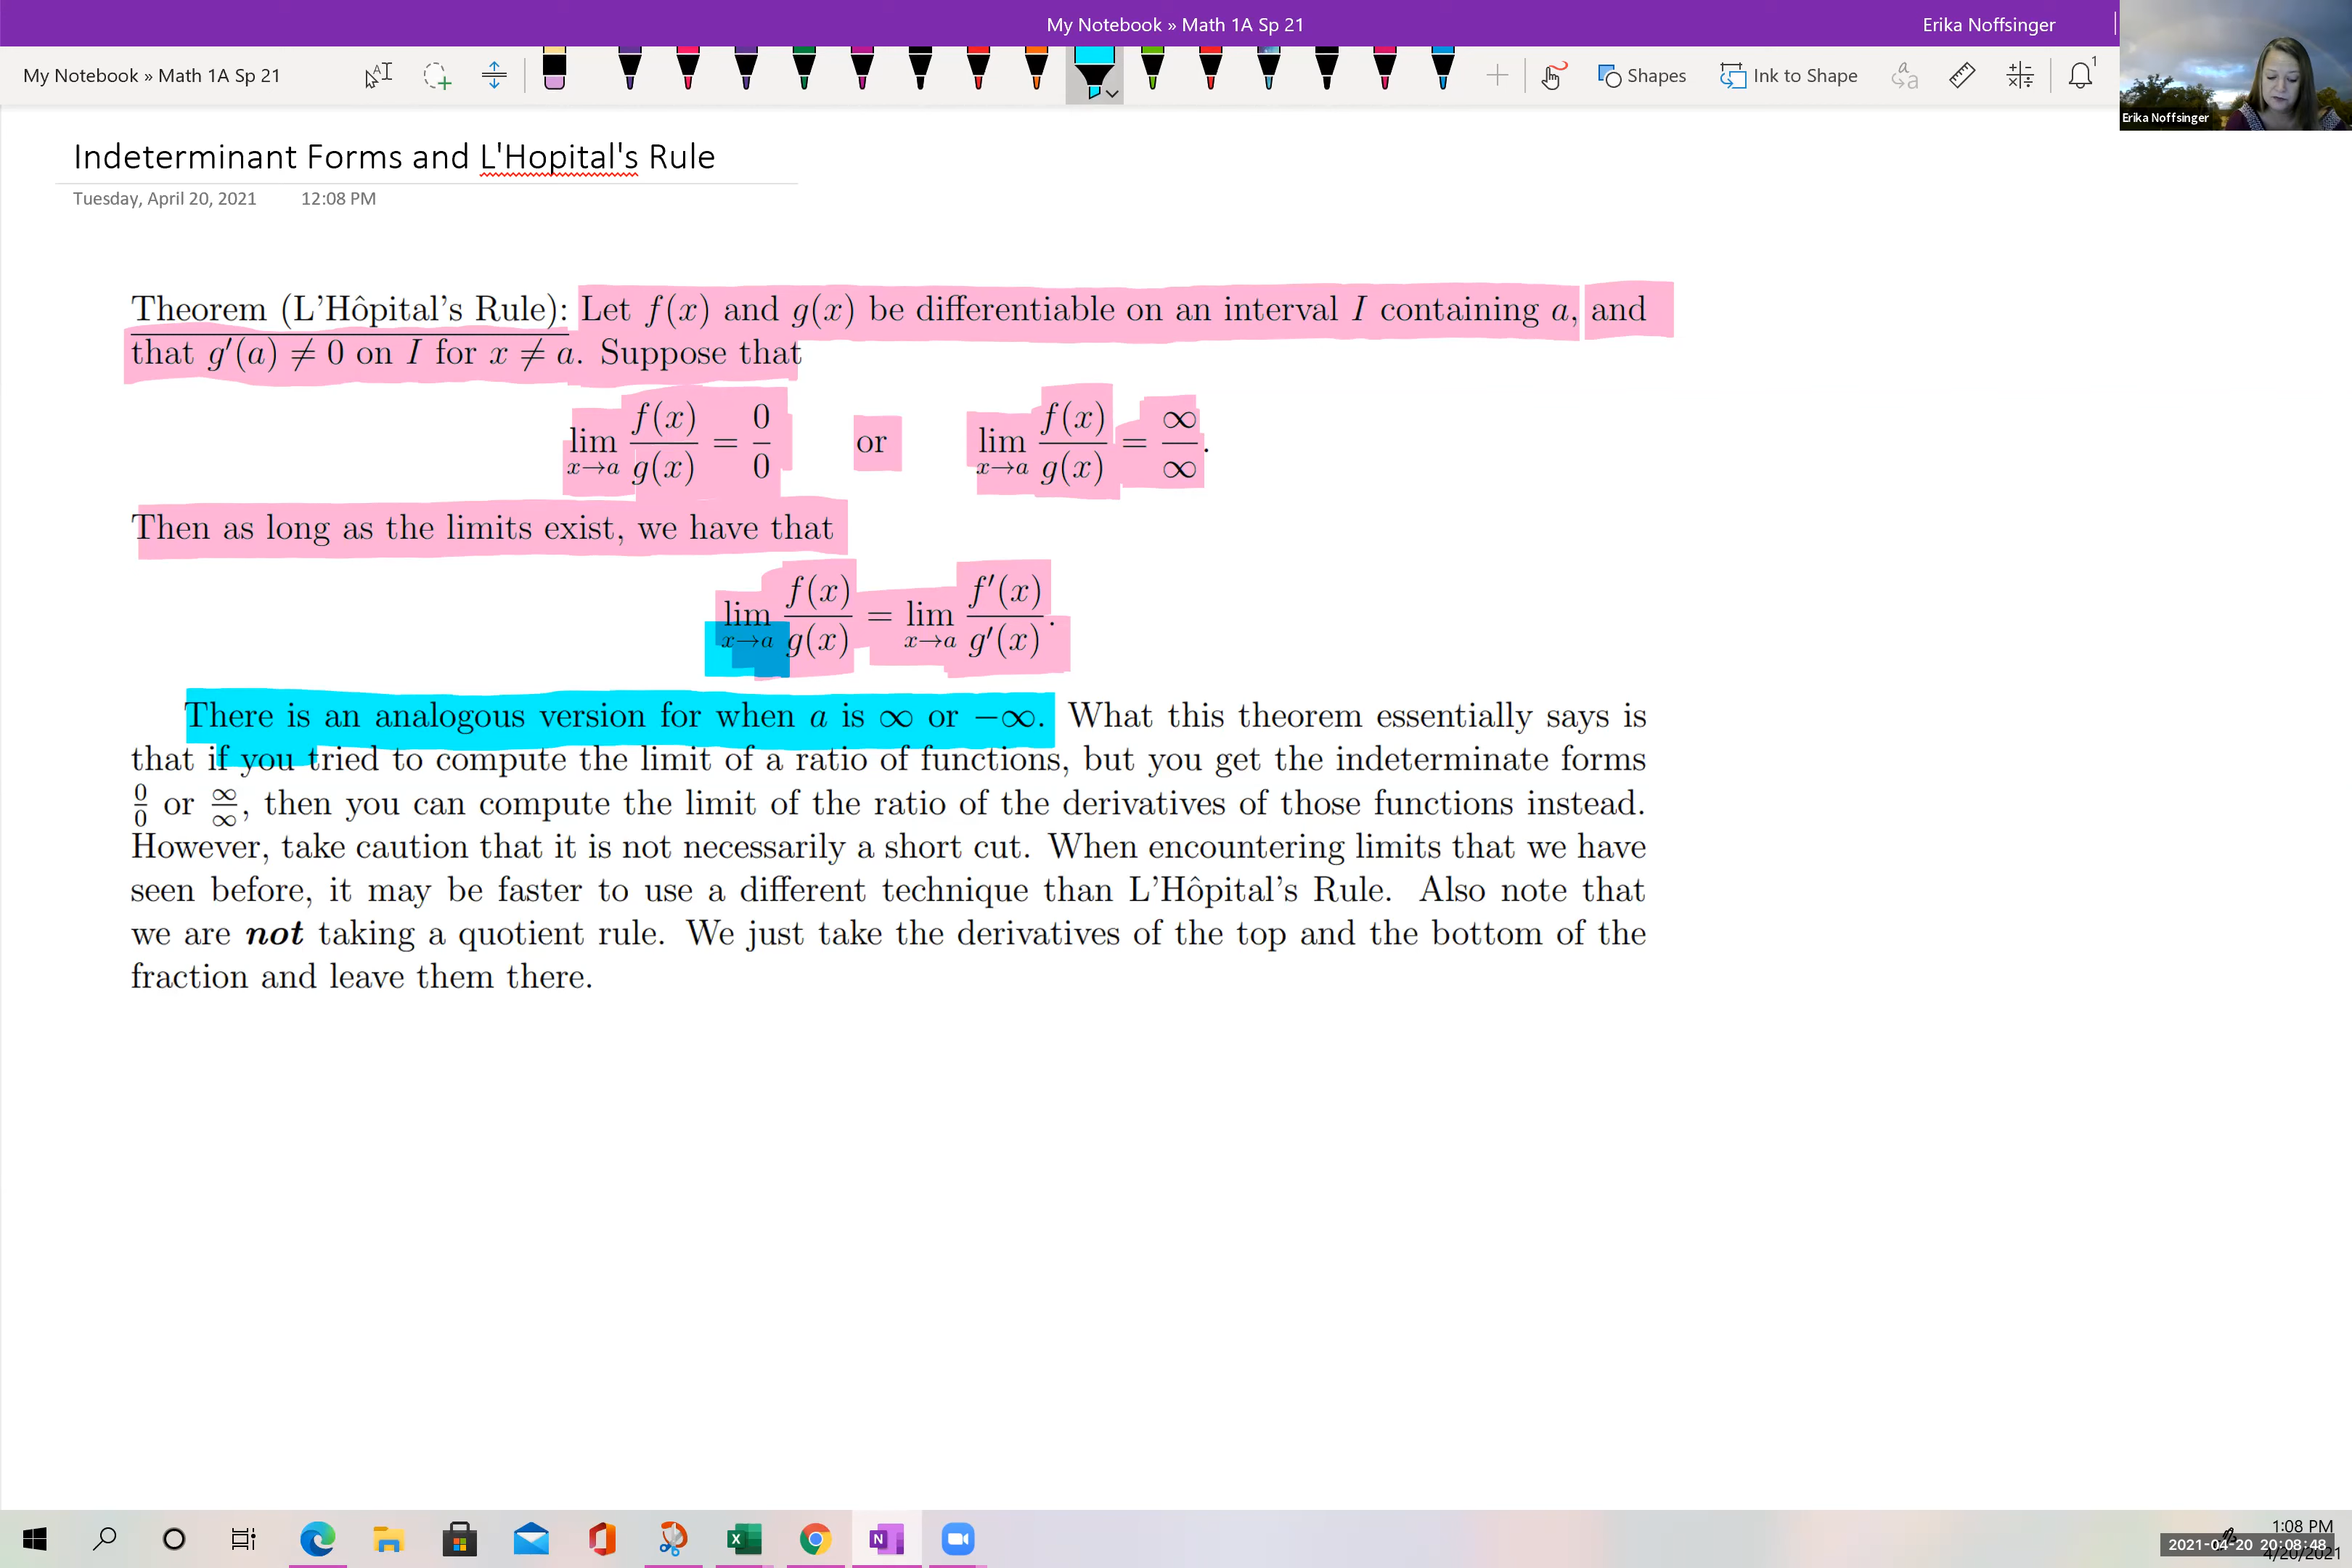 My Notebook » Math 1A Sp 21
Erika Noffsinger
My Notebook » Math 1A Sp 21
Shapes
Ink to Shape
1
Erika Noffsinger
Indeterminant Forms and L'Hopital's Rule
Tuesday, April 20, 2021 12:08 PM
Theorem (L’Hôpital’s Rule): Let f(x) and g(x) be differentiable on an interval I containing a, and
that g′(a) ≠ 0 on I for x ≠ a. Suppose that
lim x→a f(x)/g(x) = 0/0 or lim x→a f(x)/g(x) = ∞/∞.
Then as long as the limits exist, we have that
lim x→a f(x)/g(x) = lim x→a f′(x)/g′(x).
There is an analogous version for when a is ∞ or −∞. What this theorem essentially says is
that if you tried to compute the limit of a ratio of functions, but you get the indeterminate forms
0/0 or ∞/∞, then you can compute the limit of the ratio of the derivatives of those functions instead.
However, take caution that it is not necessarily a short cut. When encountering limits that we have
seen before, it may be faster to use a different technique than L’Hôpital’s Rule. Also note that
we are not taking a quotient rule. We just take the derivatives of the top and the bottom of the
fraction and leave them there.
1:08 PM
2021-04-20 20:08:48
4/20/2021